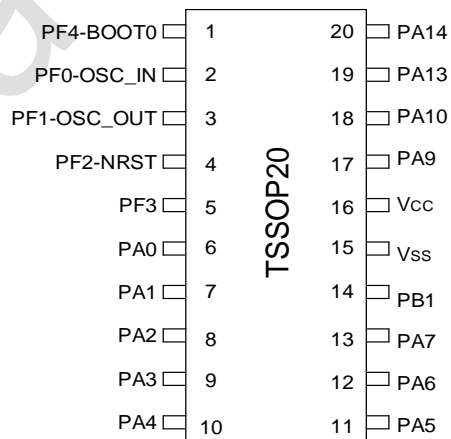 PF4-BOOT0 1 20 PA14
PF0-OSC_IN 2 19 PA13
PF1-OSC_OUT 3 18 PA10
PF2-NRST 4 17 PA9
PF3 5 16 VCC
PA0 6 15 VSS
PA1 7 14 PB1
PA2 8 13 PA7
PA3 9 12 PA6
PA4 10 11 PA5
TSSOP20